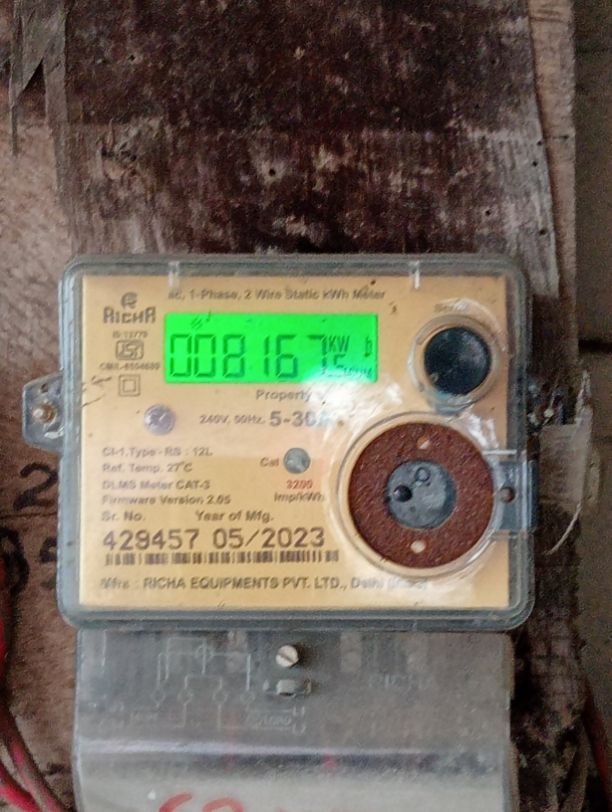 ac, 1-Phase, 2 Wire Static kWh Meter
RICHA
IS:13779
008167
KW h
Property
240V, 50Hz. 5-30A
Cl-1, Type - RS : 12L
Ref. Temp. 27°C
Cal
DLMS Meter CAT-3
3200
Firmware Version 2.05
Imp/kWh
Sr. No. Year of Mfg.
429457 05/2023
Mfrs : RICHA EQUIPMENTS PVT. LTD., Delhi